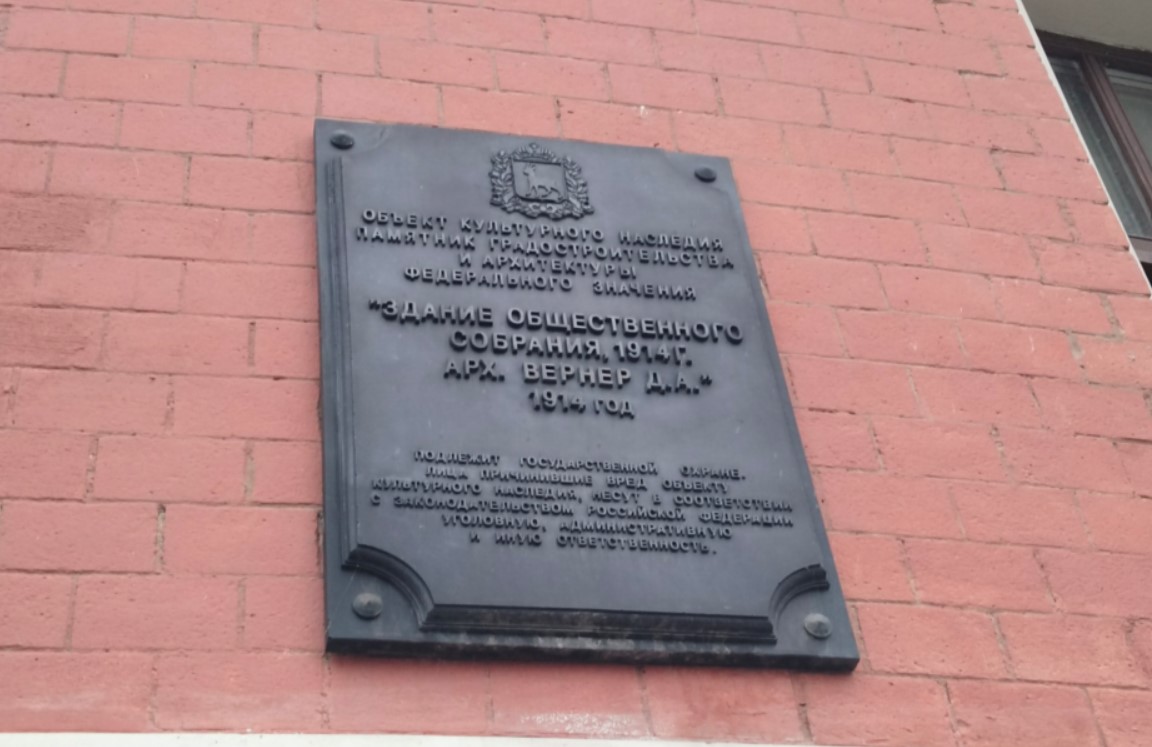 ОБЪЕКТ КУЛЬТУРНОГО НАСЛЕДИЯ
ПАМЯТНИК ГРАДОСТРОИТЕЛЬСТВА
И АРХИТЕКТУРЫ
ФЕДЕРАЛЬНОГО ЗНАЧЕНИЯ
"ЗДАНИЕ ОБЩЕСТВЕННОГО
СОБРАНИЯ, 1914 Г.
АРХ. ВЕРНЕР Д.А."
1914 ГОД
ПОДЛЕЖИТ ГОСУДАРСТВЕННОЙ ОХРАНЕ.
ЛИЦА ПРИЧИНИВШИЕ ВРЕД ОБЪЕКТУ
КУЛЬТУРНОГО НАСЛЕДИЯ, НЕСУТ В СООТВЕТСТВИИ
С ЗАКОНОДАТЕЛЬСТВОМ РОССИЙСКОЙ ФЕДЕРАЦИИ
УГОЛОВНУЮ, АДМИНИСТРАТИВНУЮ
И ИНУЮ ОТВЕТСТВЕННОСТЬ.